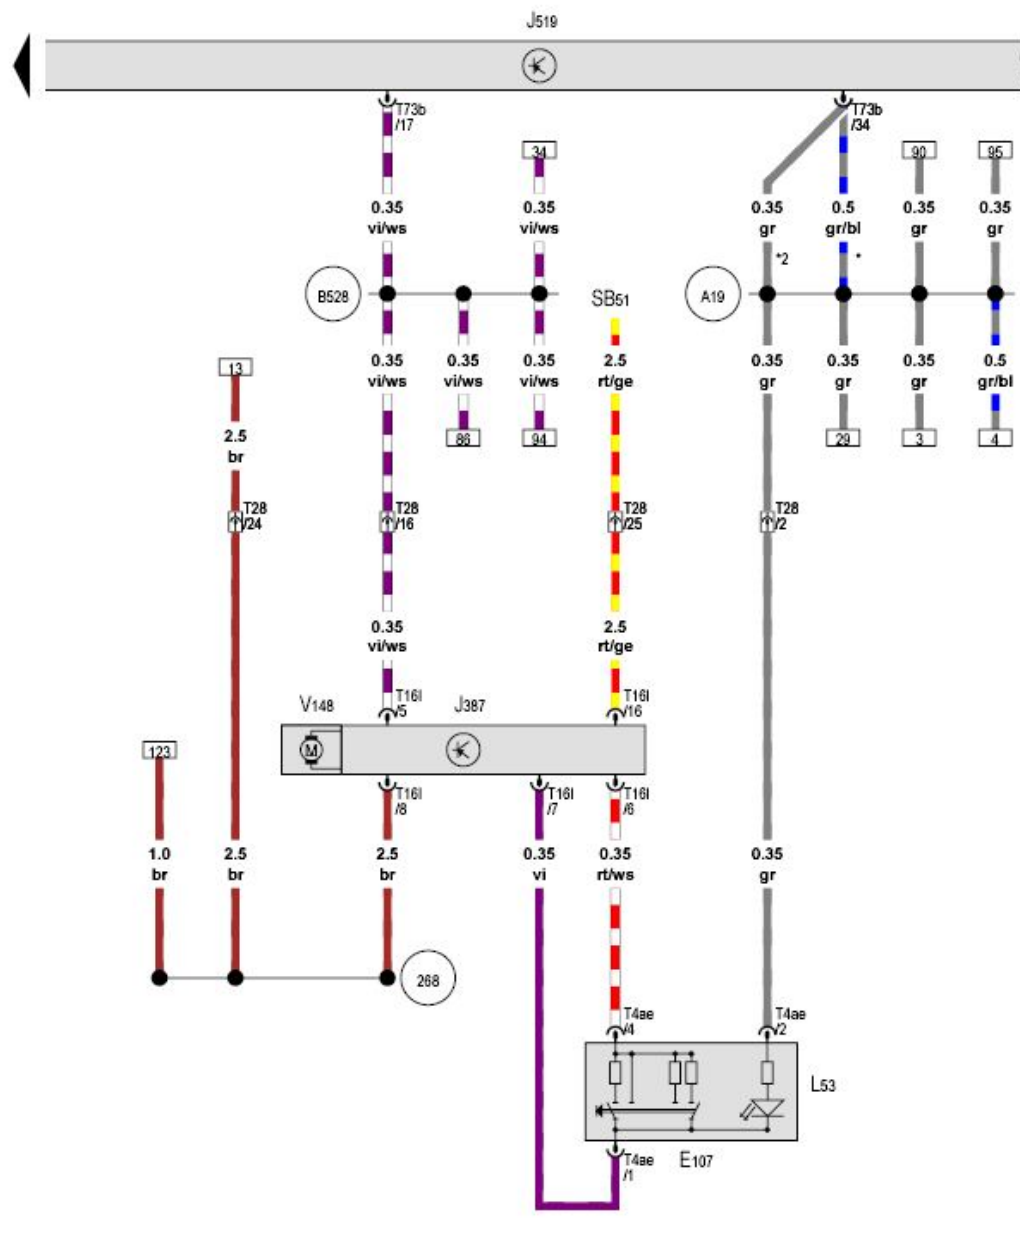 J519
T73b
/17
T73b
/34
34
90
95
0.35
vi/ws
0.35
vi/ws
0.35
gr
0.5
gr/bl
0.35
gr
0.35
gr
*2
*
B528
SB51
A19
0.35
vi/ws
0.35
vi/ws
0.35
vi/ws
2.5
rt/ge
0.35
gr
0.35
gr
0.35
gr
0.5
gr/bl
13
2.5
br
86
94
29
3
4
T28
/24
T28
/16
T28
/25
T28
/2
0.35
vi/ws
2.5
rt/ge
V148
T16l
/5
J387
T16l
/16
M
123
T16l
/8
T16l
/7
T16l
/6
1.0
br
2.5
br
2.5
br
0.35
vi
0.35
rt/ws
0.35
gr
268
T4ae
/4
T4ae
/2
L53
T4ae
/1
E107